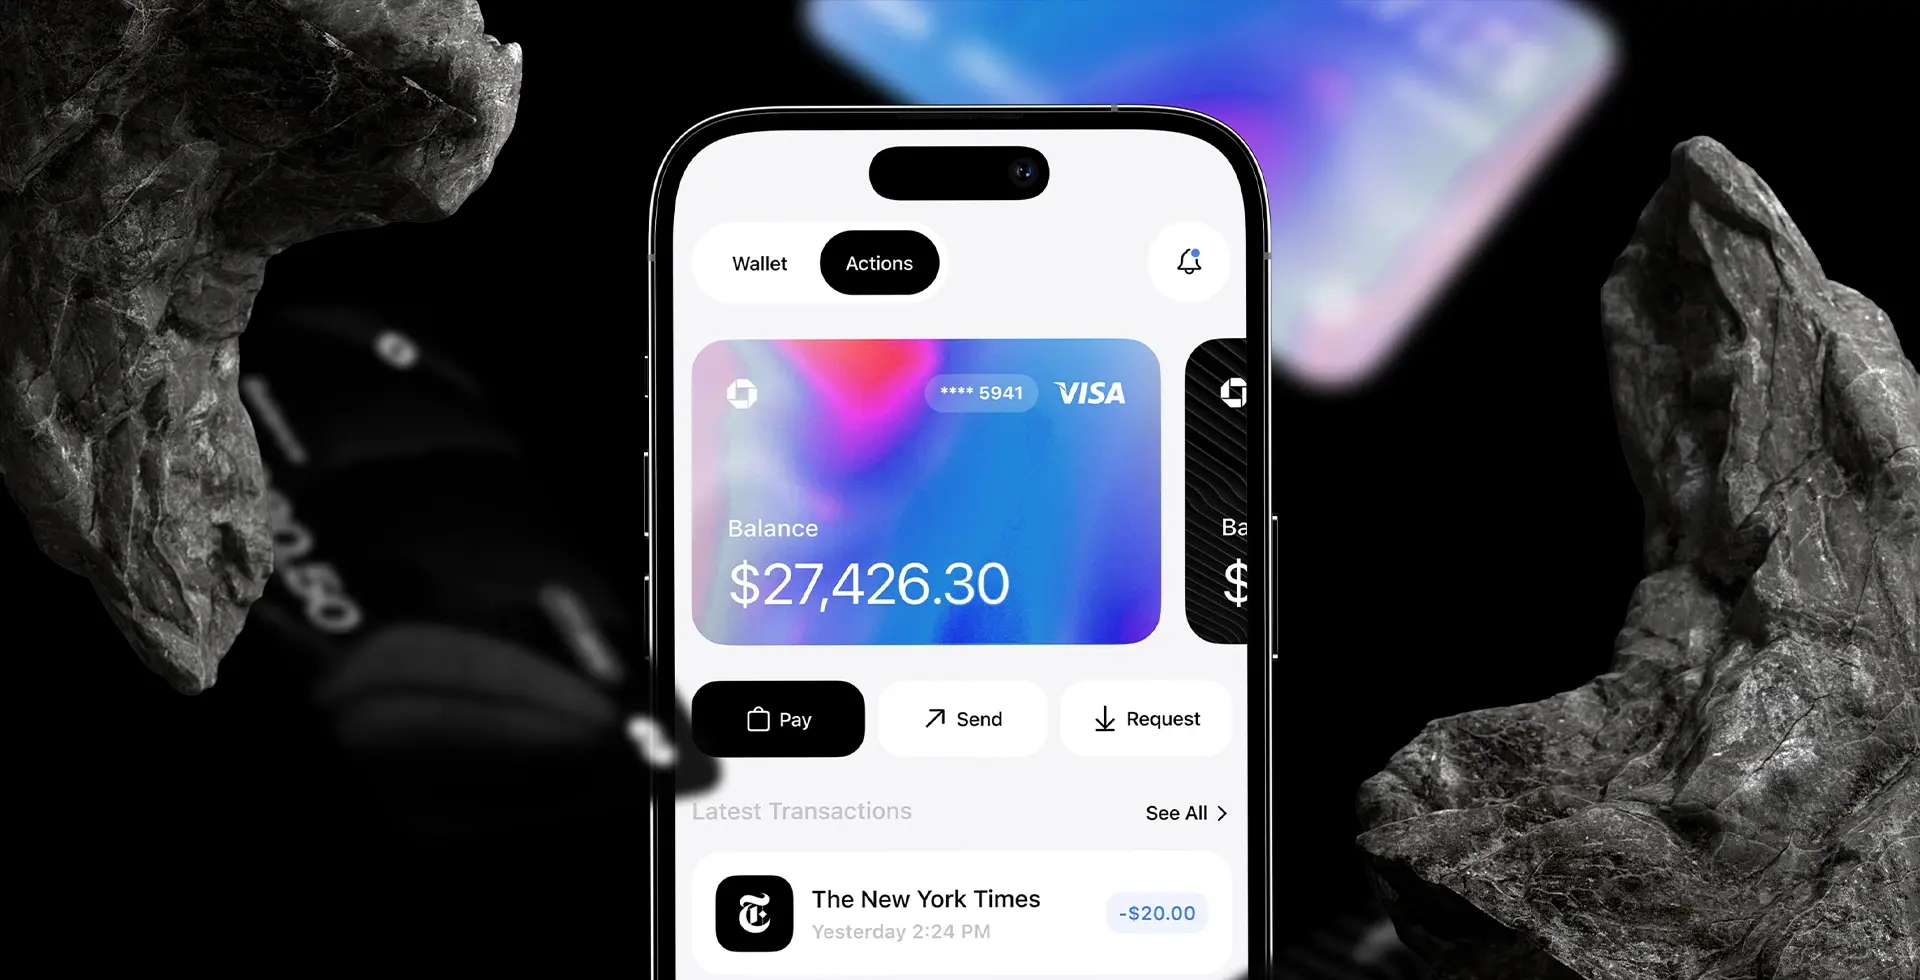 Wallet
Actions
**** 5941
VISA
Balance
$27,426.30
Ba
$
Pay
Send
Request
Latest Transactions
See All
The New York Times
Yesterday 2:24 PM
-$20.00